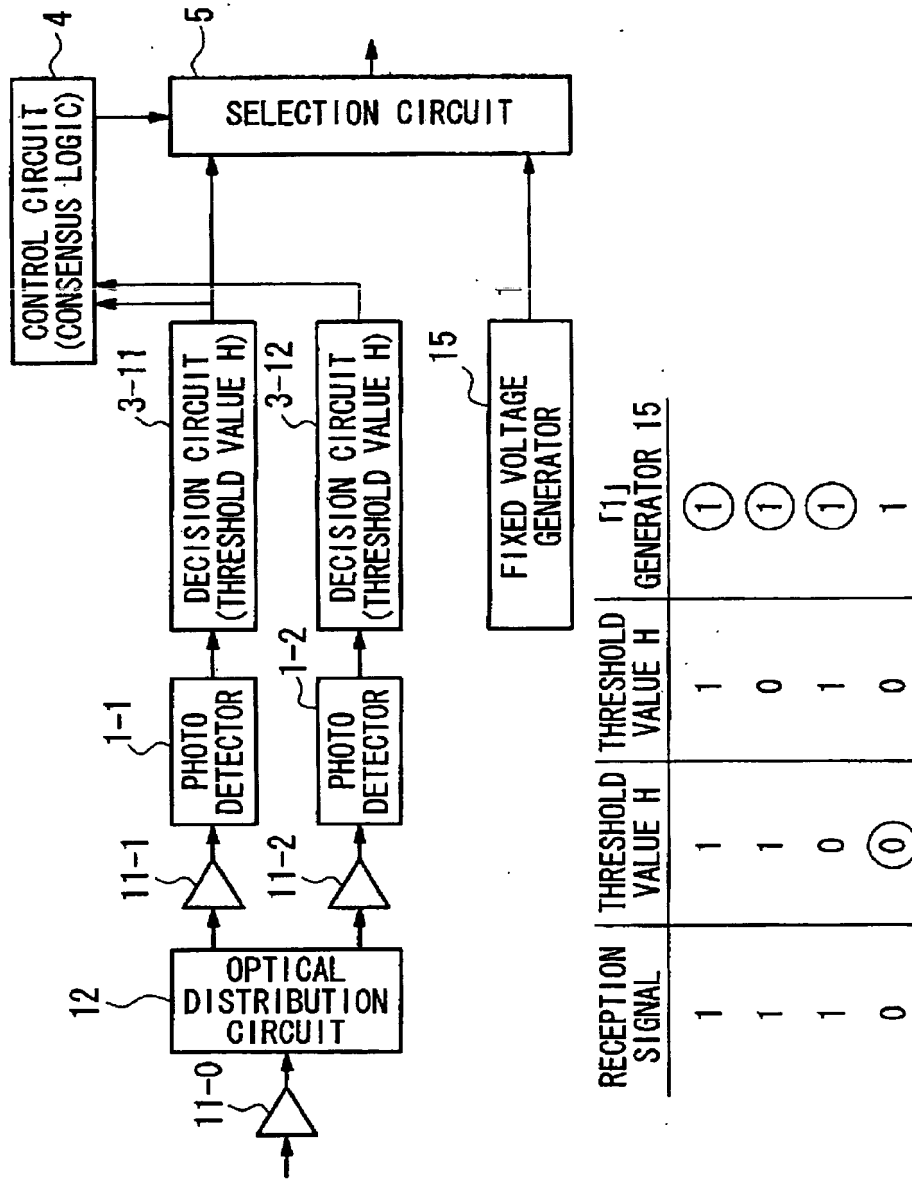 11-0
12
OPTICAL
DISTRIBUTION
CIRCUIT
11-1
11-2
1-1
PHOTO
DETECTOR
1-2
PHOTO
DETECTOR
3-11
DECISION CIRCUIT
(THRESHOLD VALUE H)
3-12
DECISION CIRCUIT
(THRESHOLD VALUE H)
15
FIXED VOLTAGE
GENERATOR
1
4
CONTROL CIRCUIT
(CONSENSUS LOGIC)
5
SELECTION CIRCUIT
RECEPTION
SIGNAL
THRESHOLD
VALUE H
THRESHOLD
VALUE H
「1」
GENERATOR 15
1 1 1 1
1 1 0 1
1 0 1 1
0 0 0 1